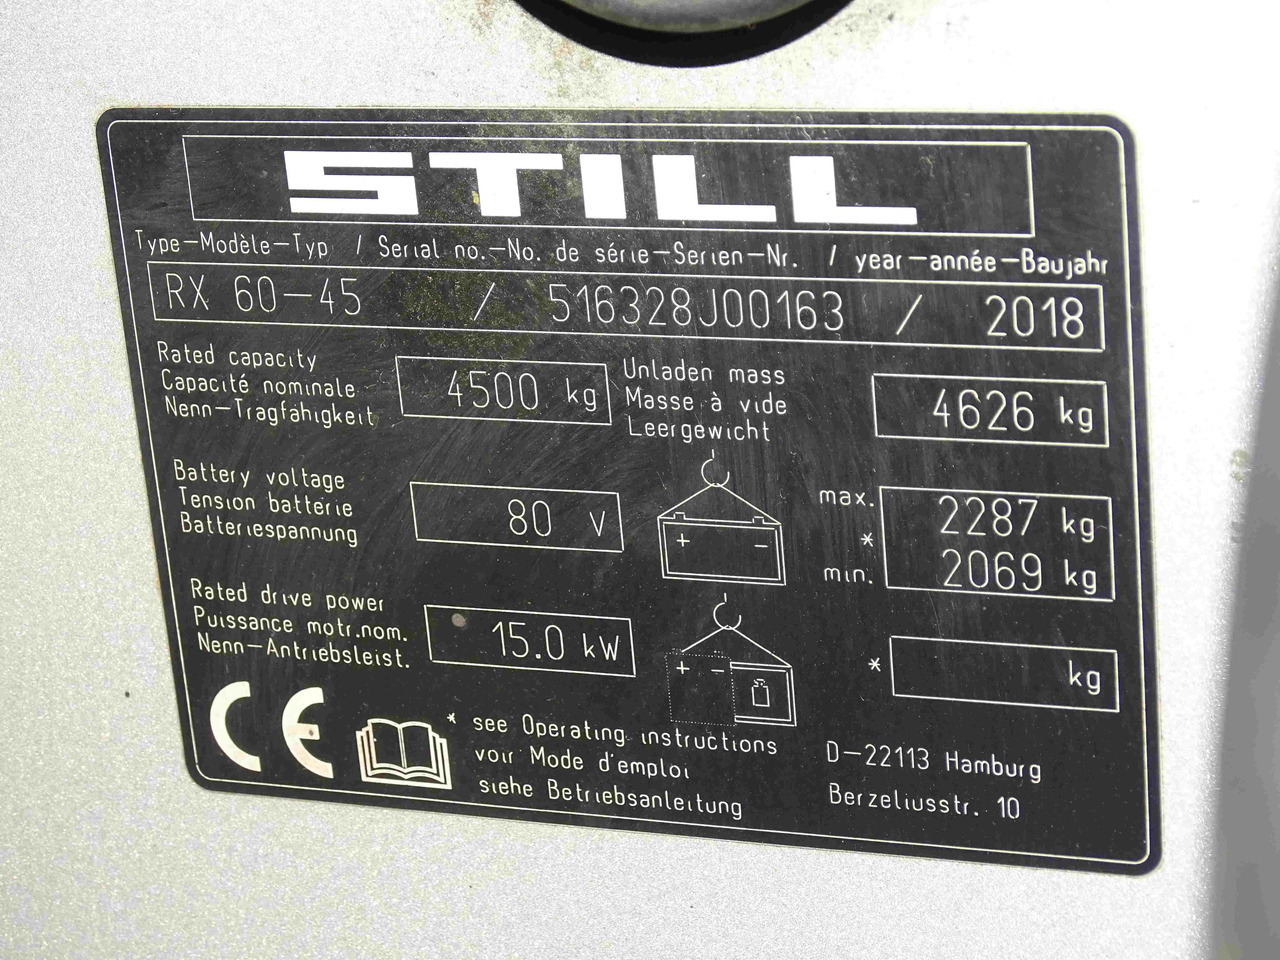 STILL
Type-Modèle-Typ / Serial no.-No. de série-Serien-Nr. / year-année-Baujahr
RX 60-45 / 516328J00163 / 2018
Rated capacity
Capacité nominale
Nenn-Tragfähigkeit
4500 kg
Unladen mass
Masse à vide
Leergewicht
4626 kg
Battery voltage
Tension batterie
Batteriespannung
80 V
+ -
max. 2287 kg
*
min. 2069 kg
Rated drive power
Puissance motr.nom.
Nenn-Antriebsleist.
15.0 kW
+ -
* kg
CE
* see Operating instructions
voir Mode d'emploi
siehe Betriebsanleitung
D-22113 Hamburg
Berzeliusstr. 10